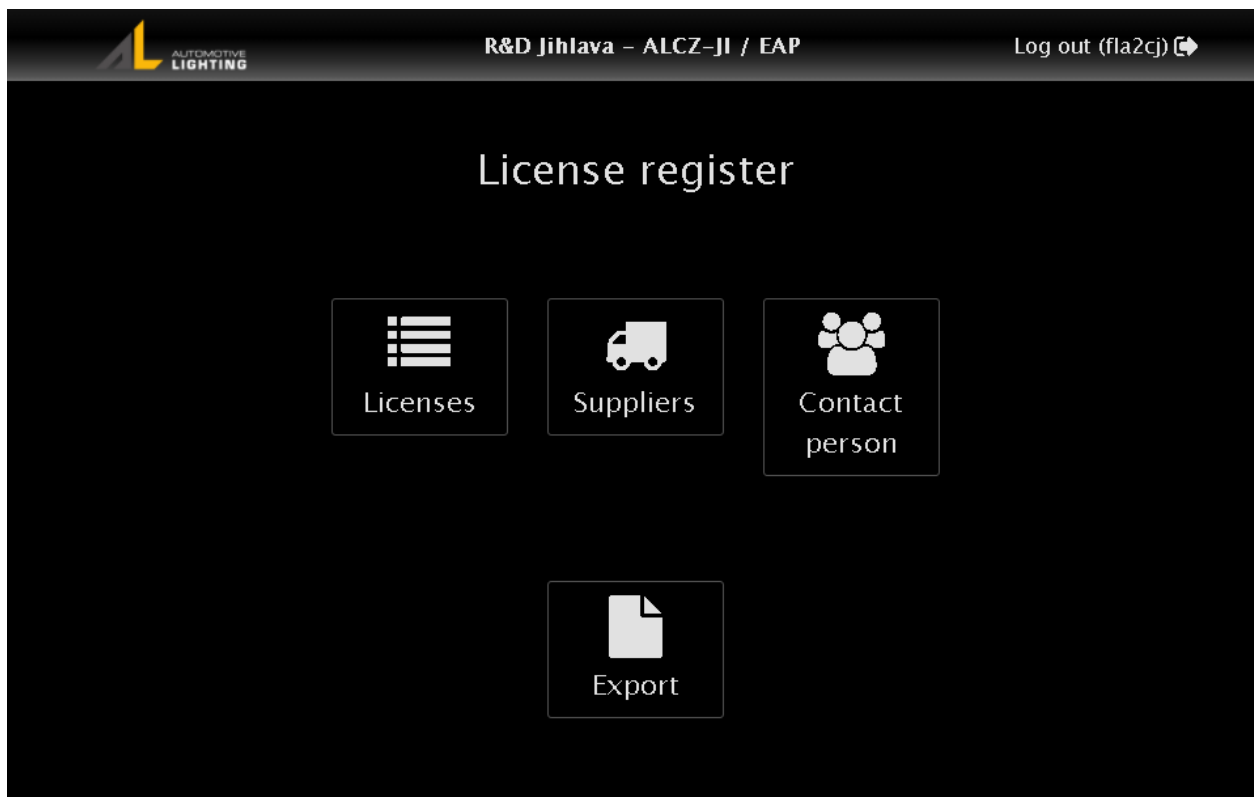 AUTOMOTIVE
LIGHTING
R&D Jihlava – ALCZ–JI / EAP
Log out (fla2cj)
License register
Licenses
Suppliers
Contact
person
Export